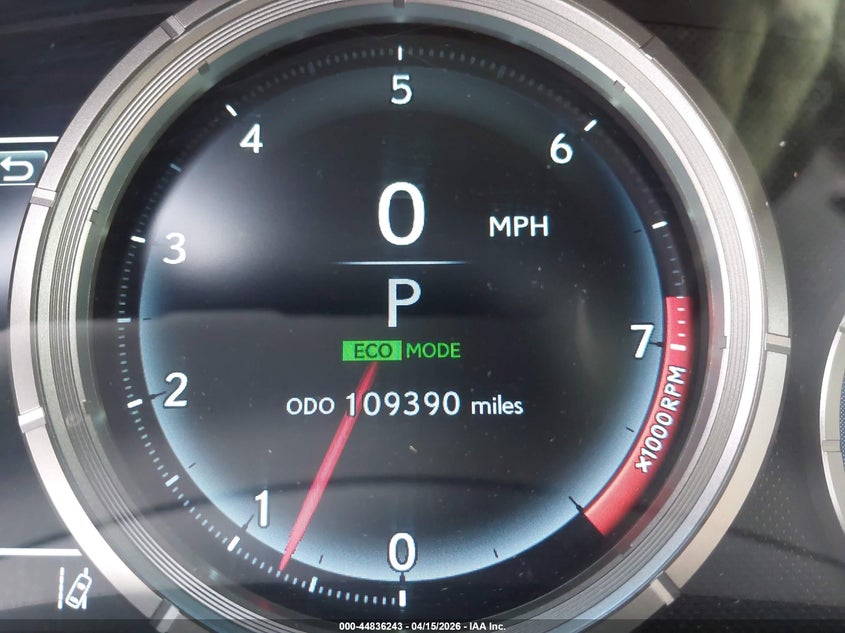 5
4
6
0 MPH
3
P
7
ECO MODE
2
ODO 109390 miles
x1000RPM
1
0
000-44836243 - 04/15/2026 - IAA Inc.